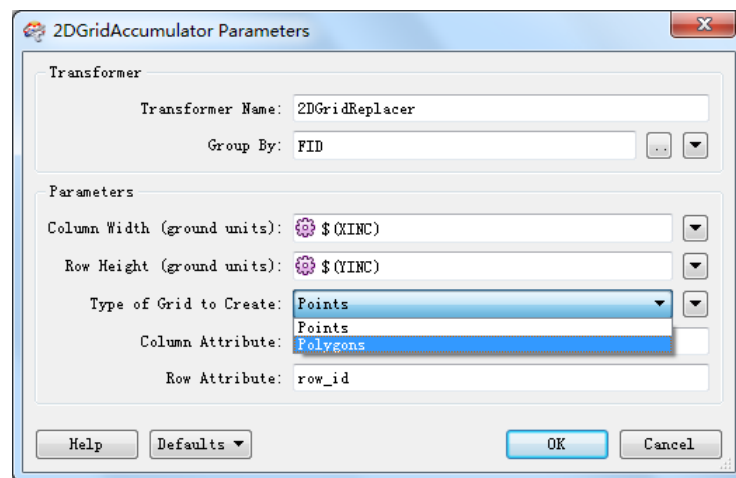 2DGridAccumulator Parameters
Transformer
Transformer Name: 2DGridReplacer
Group By: FID ..
Parameters
Column Width (ground units): $(XINC)
Row Height (ground units): $(YINC)
Type of Grid to Create: Points
Points
Column Attribute: Polygons
Row Attribute: row_id
Help Defaults OK Cancel